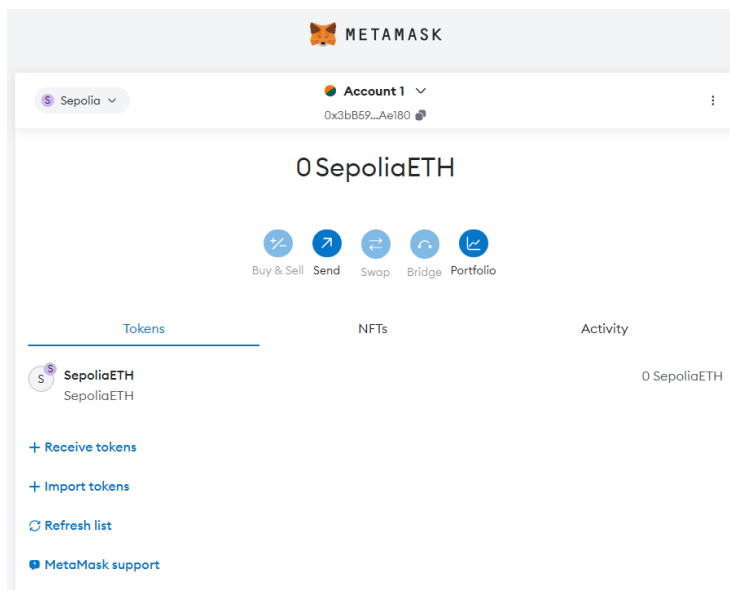 METAMASK
S Sepolia
Account 1
0x3bB59...Ae180
0 SepoliaETH
Buy & Sell Send Swap Bridge Portfolio
Tokens NFTs Activity
S S SepoliaETH 0 SepoliaETH
SepoliaETH
+ Receive tokens
+ Import tokens
Refresh list
MetaMask support